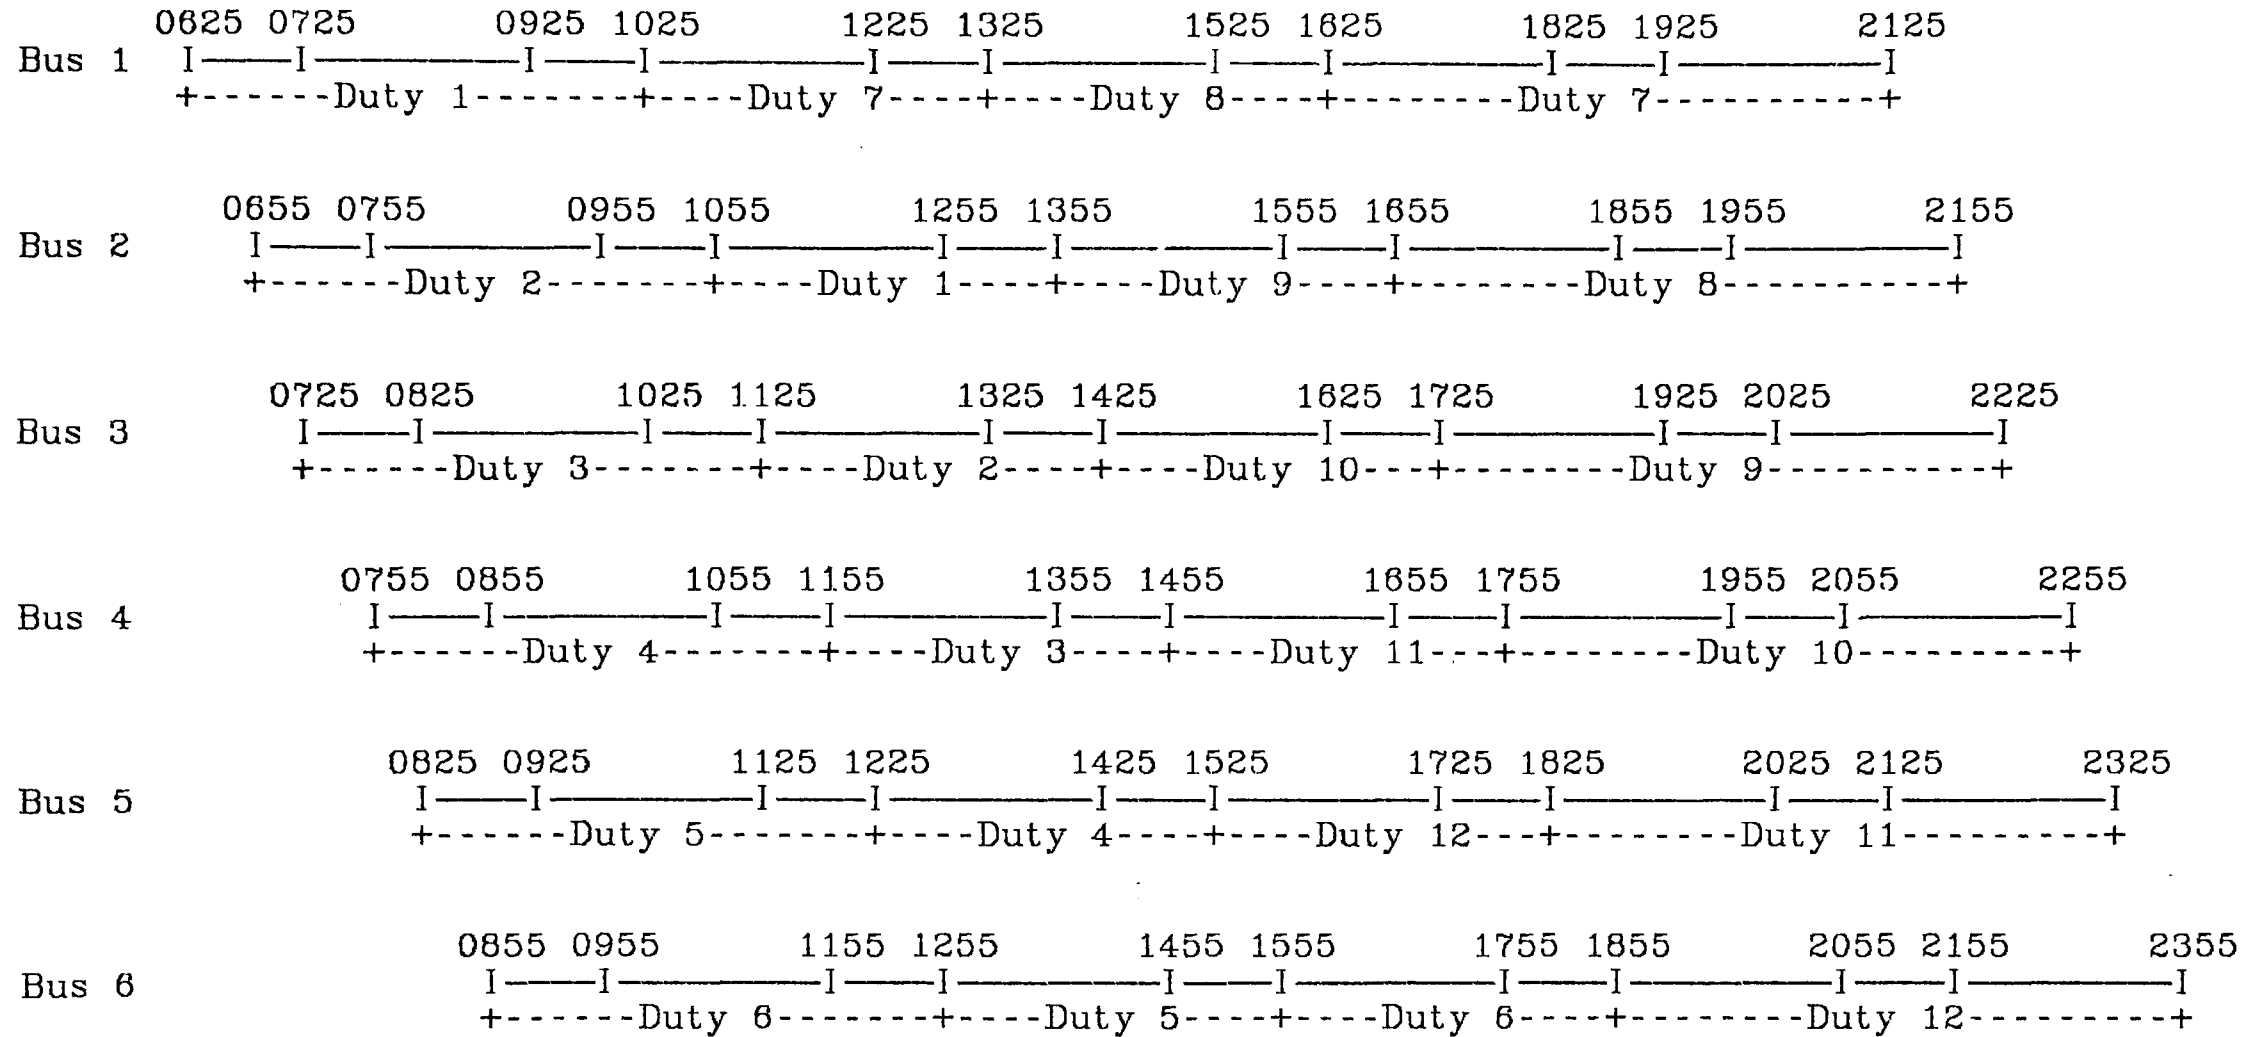 0625 0725 0925 1025 1225 1325 1525 1625 1825 1925 2125
Bus 1 I——I————I——I————I——I————I——I————I——I————I
+------Duty 1-------+----Duty 7----+----Duty 8----+--------Duty 7----------+
0655 0755 0955 1055 1255 1355 1555 1655 1855 1955 2155
Bus 2 I——I————I——I————I——I————I——I————I——I————I
+------Duty 2-------+----Duty 1----+----Duty 9----+--------Duty 8----------+
0725 0825 1025 1125 1325 1425 1625 1725 1925 2025 2225
Bus 3 I——I————I——I————I——I————I——I————I——I————I
+------Duty 3-------+----Duty 2----+----Duty 10---+--------Duty 9----------+
0755 0855 1055 1155 1355 1455 1655 1755 1955 2055 2255
Bus 4 I——I————I——I————I——I————I——I————I——I————I
+------Duty 4-------+----Duty 3----+----Duty 11---+--------Duty 10---------+
0825 0925 1125 1225 1425 1525 1725 1825 2025 2125 2325
Bus 5 I——I————I——I————I——I————I——I————I——I————I
+------Duty 5-------+----Duty 4----+----Duty 12---+--------Duty 11---------+
0855 0955 1155 1255 1455 1555 1755 1855 2055 2155 2355
Bus 6 I——I————I——I————I——I————I——I————I——I————I
+------Duty 6-------+----Duty 5----+----Duty 6----+--------Duty 12---------+